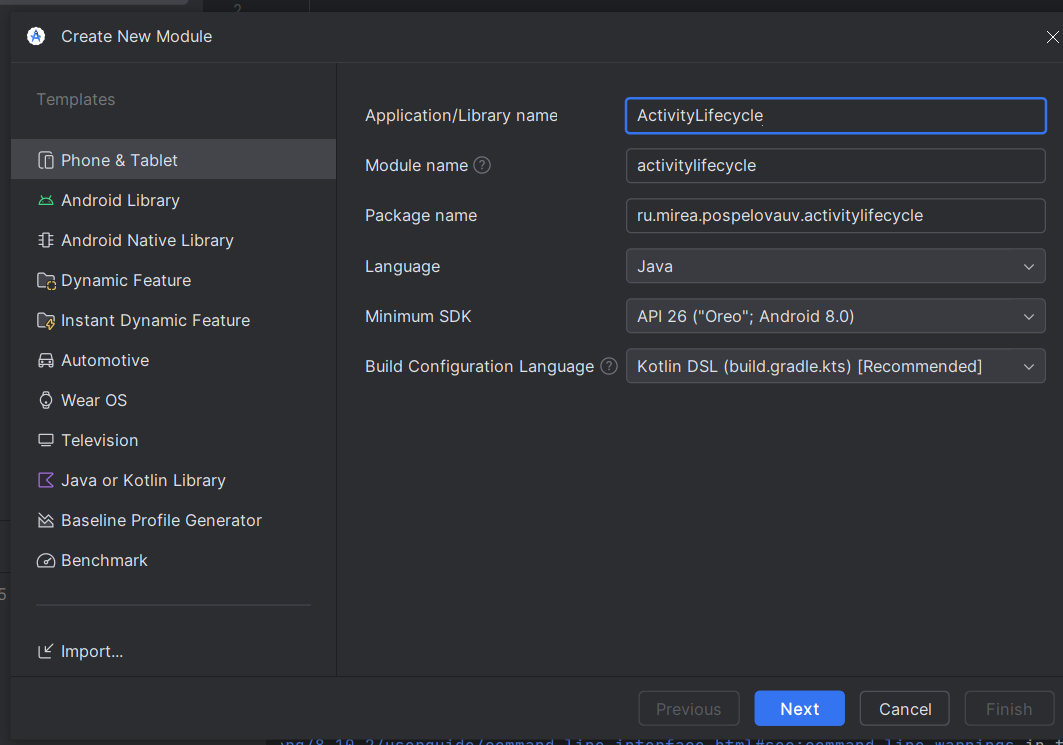 2
Create New Module
Templates
Phone & Tablet
Android Library
Android Native Library
Dynamic Feature
Instant Dynamic Feature
Automotive
Wear OS
Television
Java or Kotlin Library
Baseline Profile Generator
Benchmark
Import...
Application/Library name
ActivityLifecycle
Module name ?
activitylifecycle
Package name
ru.mirea.pospelovauv.activitylifecycle
Language
Java
Minimum SDK
API 26 ("Oreo"; Android 8.0)
Build Configuration Language ?
Kotlin DSL (build.gradle.kts) [Recommended]
5
Previous
Next
Cancel
Finish